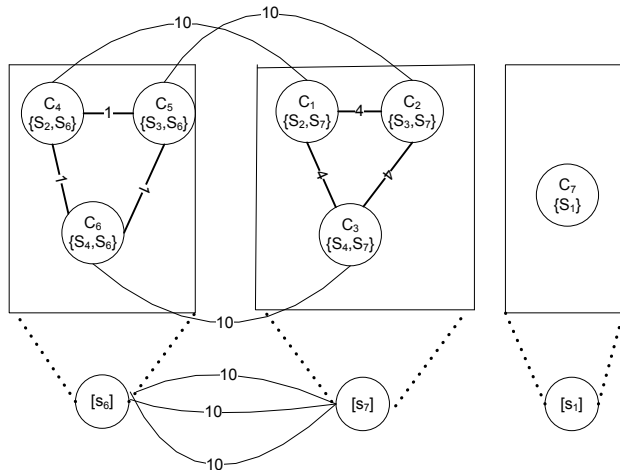 10
10
C4
{S2,S6}
1
C5
{S3,S6}
C1
{S2,S7}
4
C2
{S3,S7}
1
1
4
4
C7
{S1}
C6
{S4,S6}
C3
{S4,S7}
10
10
[s6]
10
[s7]
[s1]
10